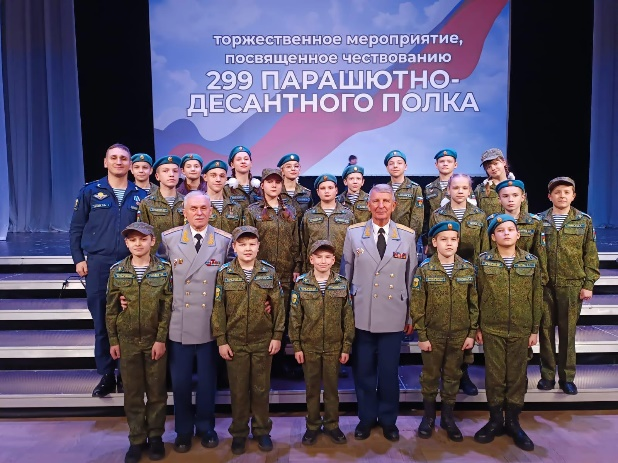 торжественное мероприятие,
посвященное чествованию
299 ПАРАШЮТНО-
ДЕСАНТНОГО ПОЛКА